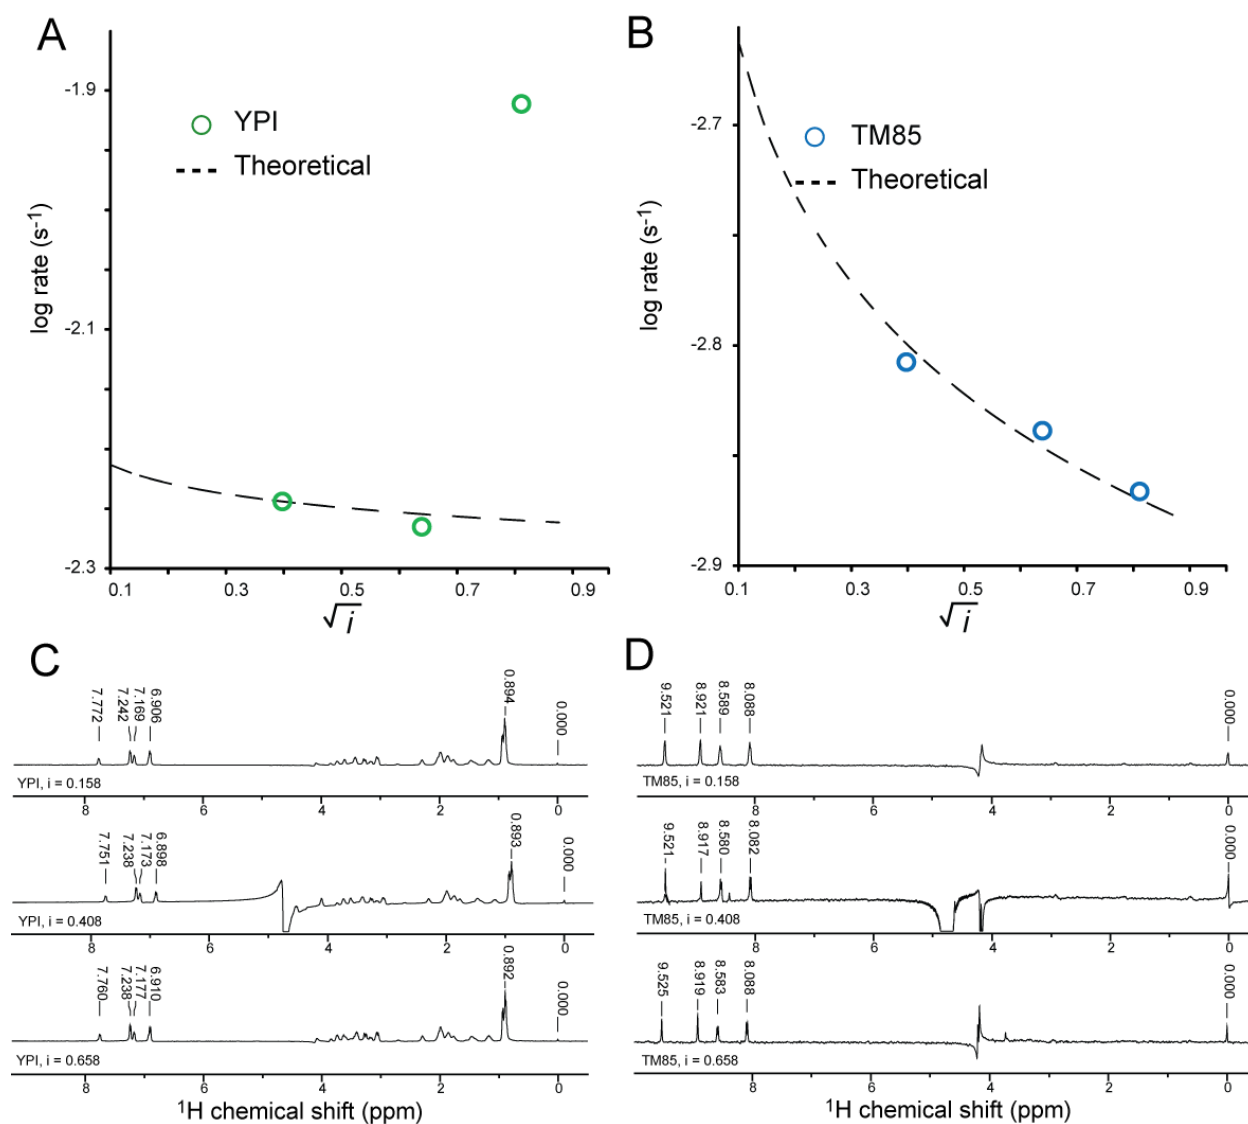 A
-1.9
YPI
Theoretical
log rate (s-1)
-2.1
-2.3
0.1 0.3 0.5 0.7 0.9
√i
B
-2.7
TM85
Theoretical
log rate (s-1)
-2.8
-2.9
0.1 0.3 0.5 0.7 0.9
√i
C
7.772 7.242 7.169 6.906 0.894 0.000
YPI, i = 0.158
8 6 4 2 0
7.751 7.238 7.173 6.898 0.893 0.000
YPI, i = 0.408
8 6 4 2 0
7.760 7.238 7.177 6.910 0.892 0.000
YPI, i = 0.658
8 6 4 2 0
1H chemical shift (ppm)
D
9.521 8.921 8.589 8.088 0.000
TM85, i = 0.158
8 6 4 2 0
9.521 8.917 8.580 8.082 0.000
TM85, i = 0.408
8 6 4 2 0
9.525 8.919 8.583 8.088 0.000
TM85, i = 0.658
8 6 4 2 0
1H chemical shift (ppm)